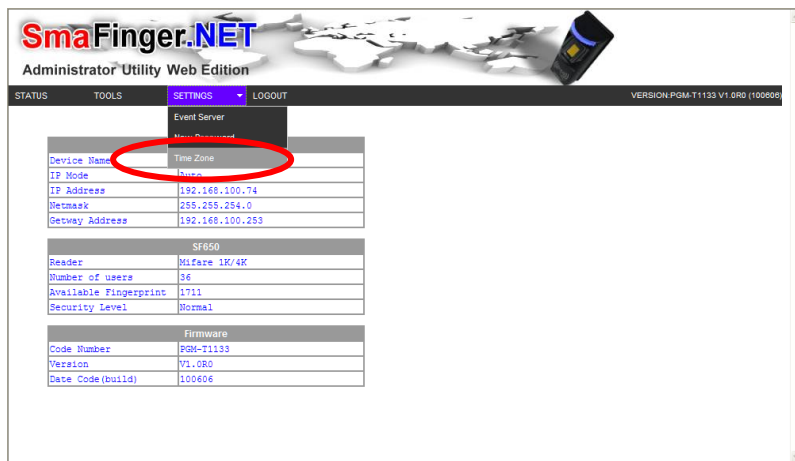 SmaFinger.NET
Administrator Utility Web Edition
STATUS TOOLS SETTINGS LOGOUT VERSION:PGM-T1133 V1.0R0 (100606)
Event Server
New Password
Time Zone
Device Name
IP Mode Auto
IP Address 192.168.100.74
Netmask 255.255.254.0
Getway Address 192.168.100.253
SF650
Reader Mifare 1K/4K
Number of users 36
Available Fingerprint 1711
Security Level Normal
Firmware
Code Number PGM-T1133
Version V1.0R0
Date Code(build) 100606